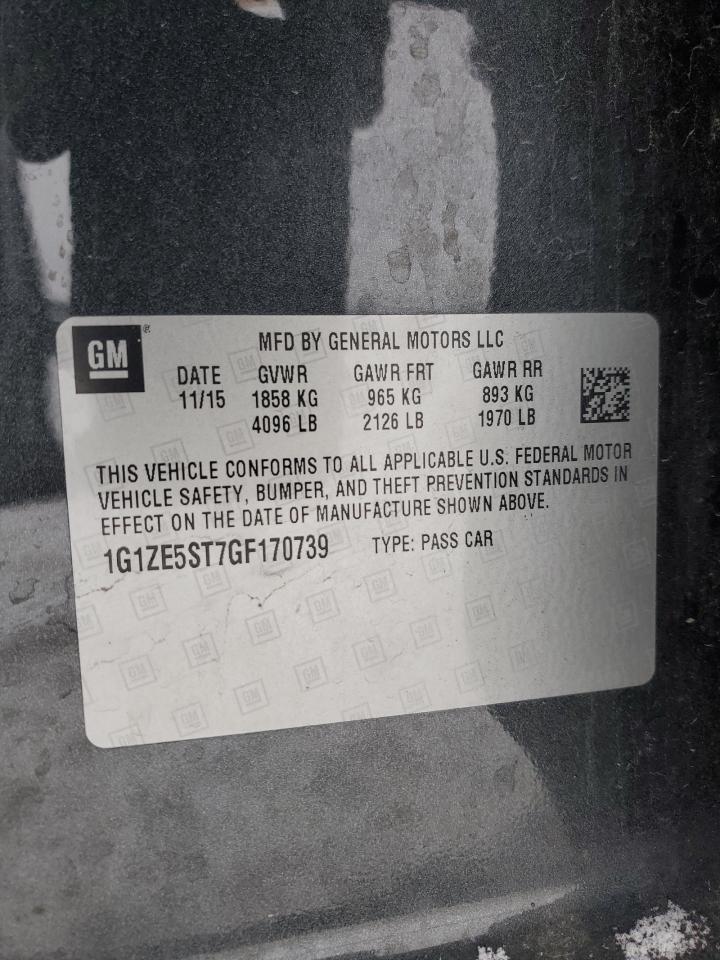 GM®
MFD BY GENERAL MOTORS LLC
DATE GVWR GAWR FRT GAWR RR
11/15 1858 KG 965 KG 893 KG
4096 LB 2126 LB 1970 LB
THIS VEHICLE CONFORMS TO ALL APPLICABLE U.S. FEDERAL MOTOR
VEHICLE SAFETY, BUMPER, AND THEFT PREVENTION STANDARDS IN
EFFECT ON THE DATE OF MANUFACTURE SHOWN ABOVE.
1G1ZE5ST7GF170739 TYPE: PASS CAR